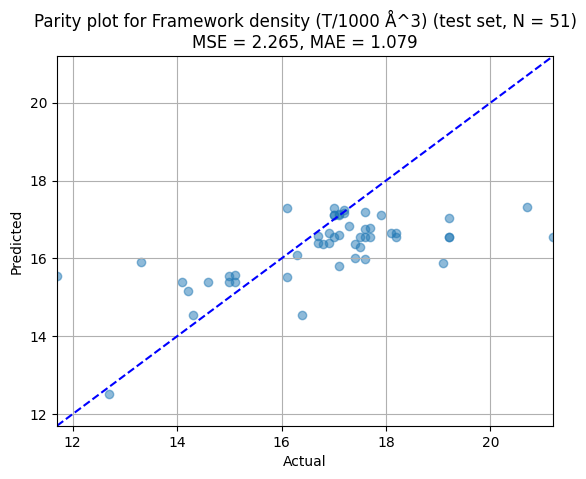 Parity plot for Framework density (T/1000 Å^3) (test set, N = 51)
MSE = 2.265, MAE = 1.079
20
18
16
14
12
Predicted
12 14 16 18 20
Actual